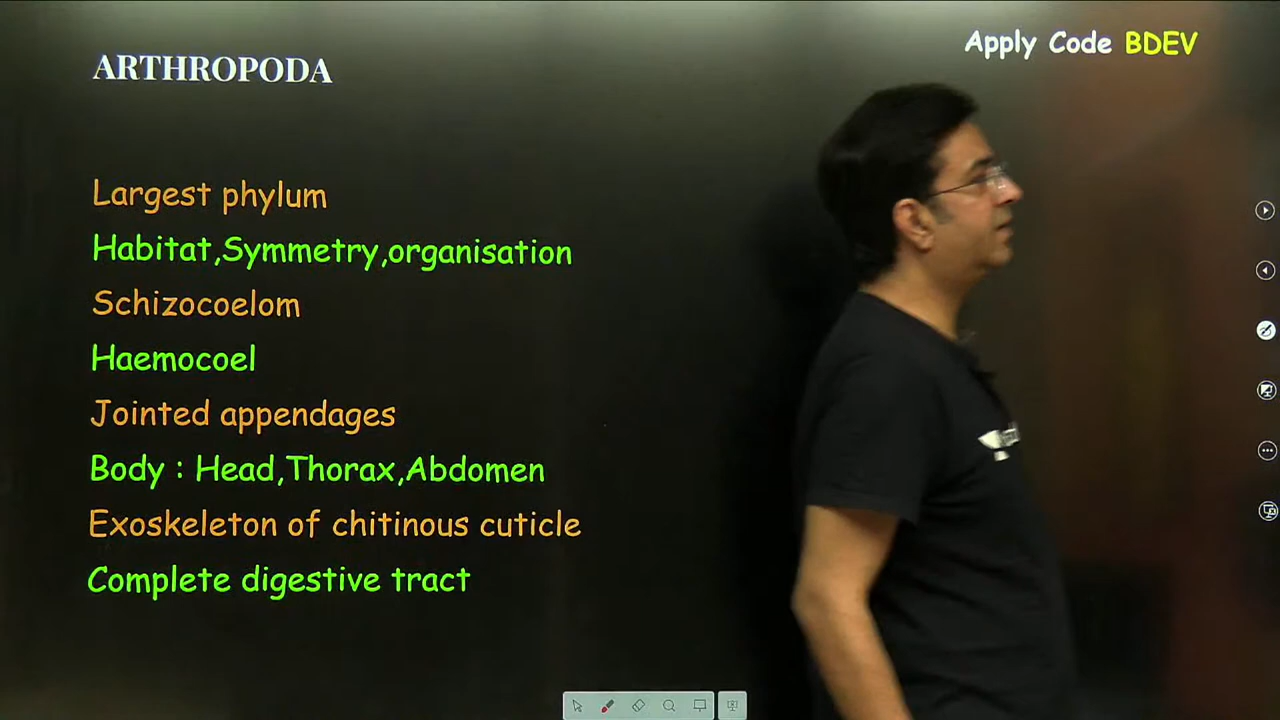 ARTHROPODA
Apply Code BDEV
Largest phylum
Habitat,Symmetry,organisation
Schizocoelom
Haemocoel
Jointed appendages
Body : Head,Thorax,Abdomen
Exoskeleton of chitinous cuticle
Complete digestive tract